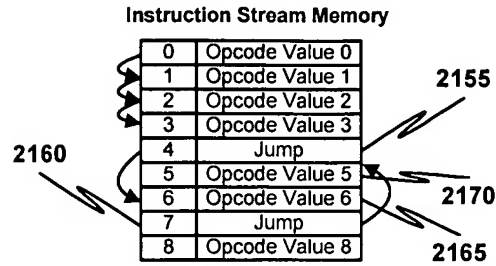 Instruction Stream Memory
0 Opcode Value 0
1 Opcode Value 1
2 Opcode Value 2
2155
3 Opcode Value 3
2160
4 Jump
5 Opcode Value 5
2170
6 Opcode Value 6
7 Jump
2165
8 Opcode Value 8